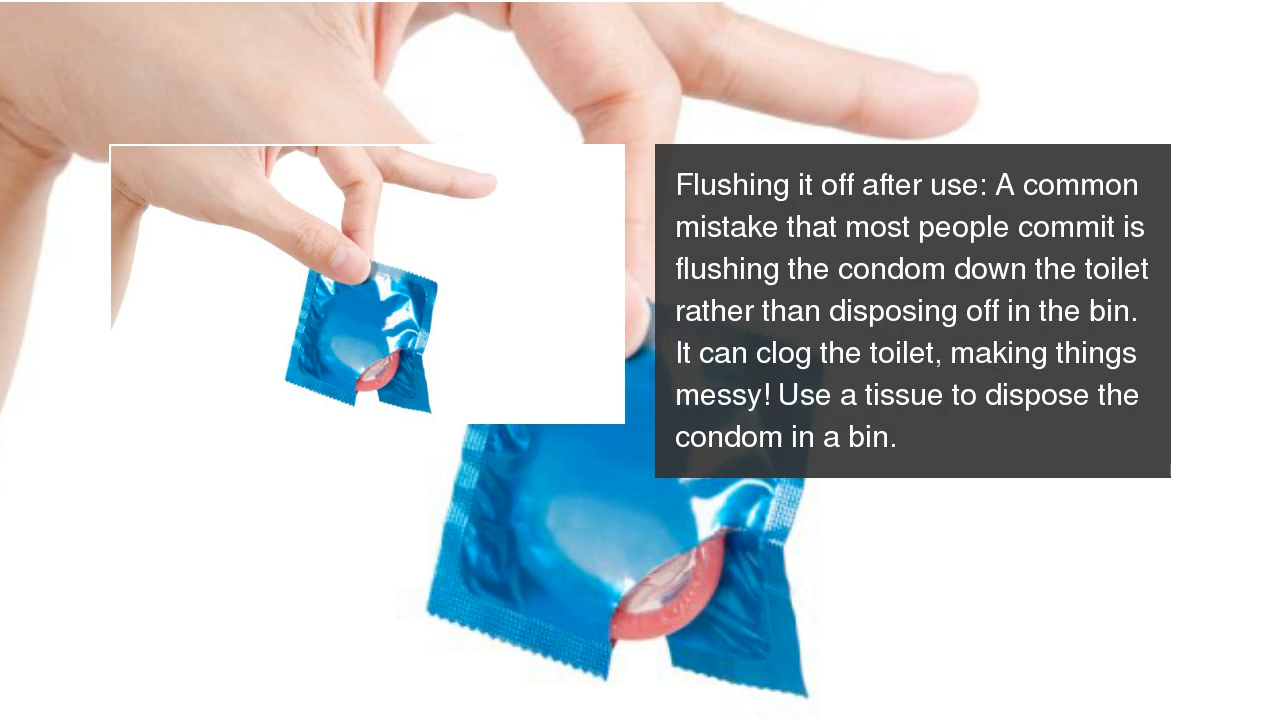 Flushing it off after use: A common
mistake that most people commit is
flushing the condom down the toilet
rather than disposing off in the bin.
It can clog the toilet, making things
messy! Use a tissue to dispose the
condom in a bin.